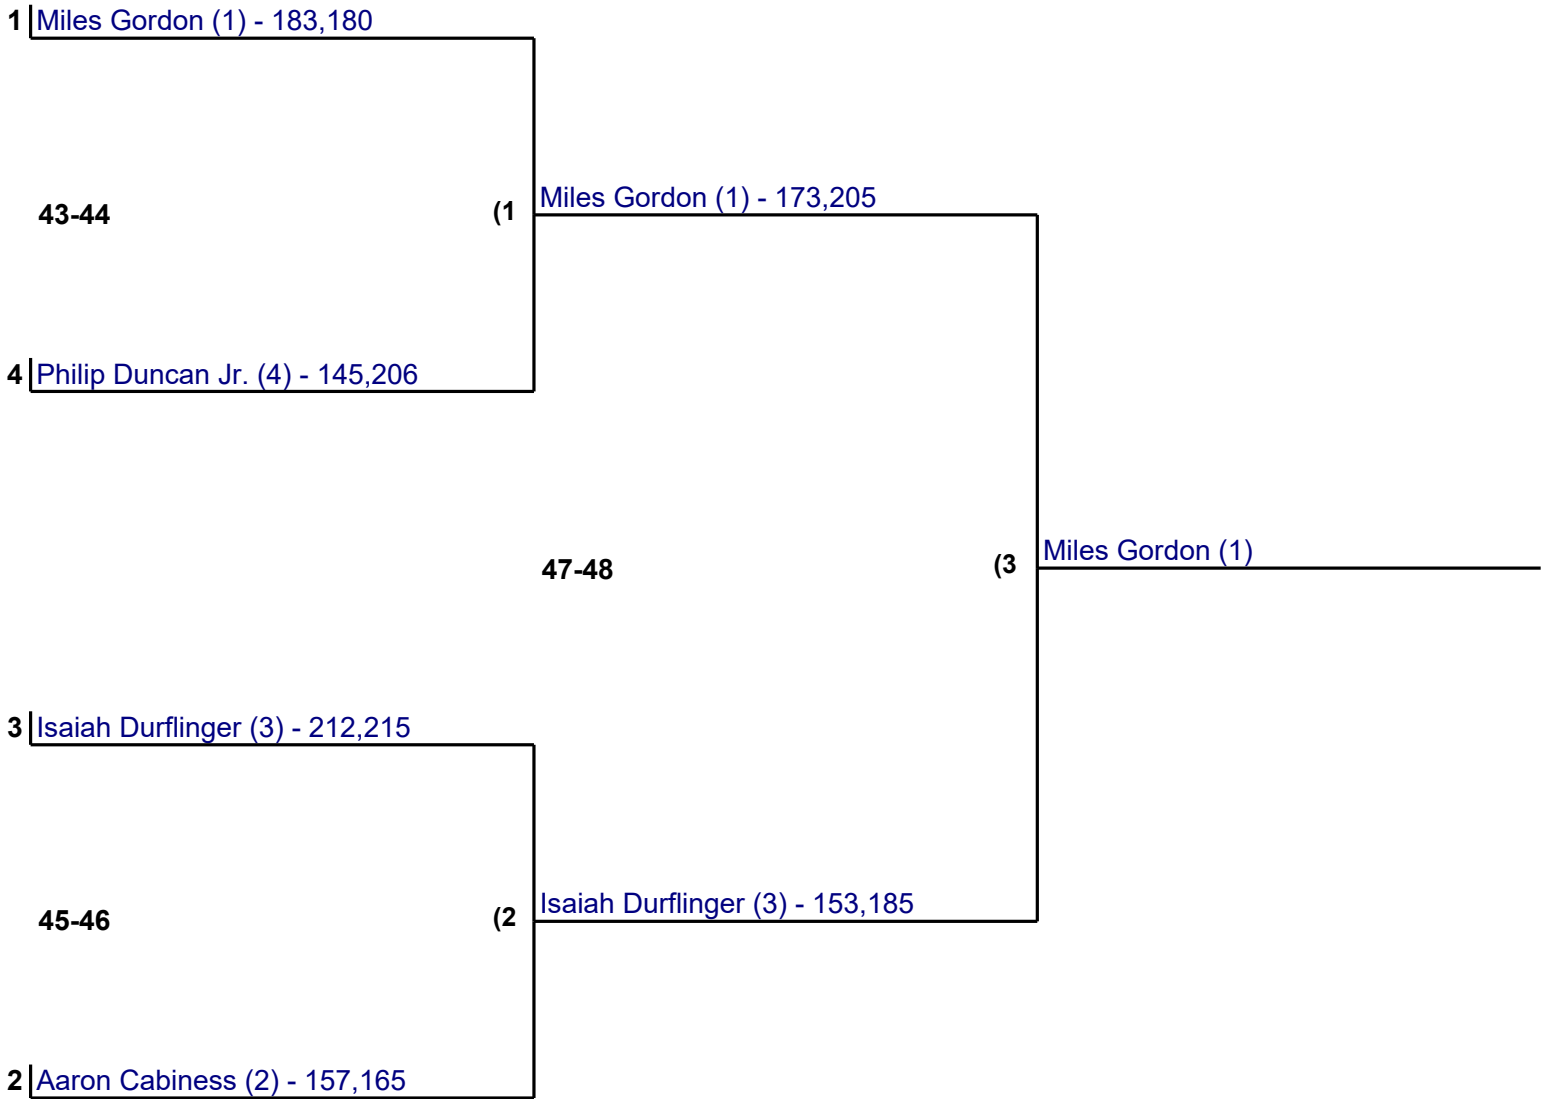 1 Miles Gordon (1) - 183,180
Miles Gordon (1) - 173,205
43-44 (1
4 Philip Duncan Jr. (4) - 145,206
Miles Gordon (1)
47-48 (3
3 Isaiah Durflinger (3) - 212,215
Isaiah Durflinger (3) - 153,185
45-46 (2
2 Aaron Cabiness (2) - 157,165